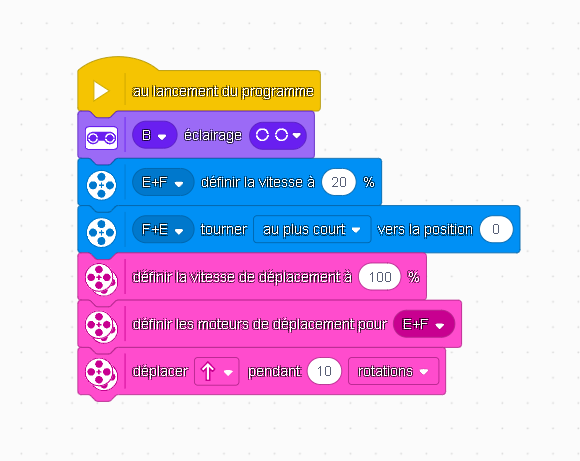 au lancement du programme
B éclairage
E+F définir la vitesse à 20 %
F+E tourner au plus court vers la position 0
définir la vitesse de déplacement à 100 %
définir les moteurs de déplacement pour E+F
déplacer pendant 10 rotations